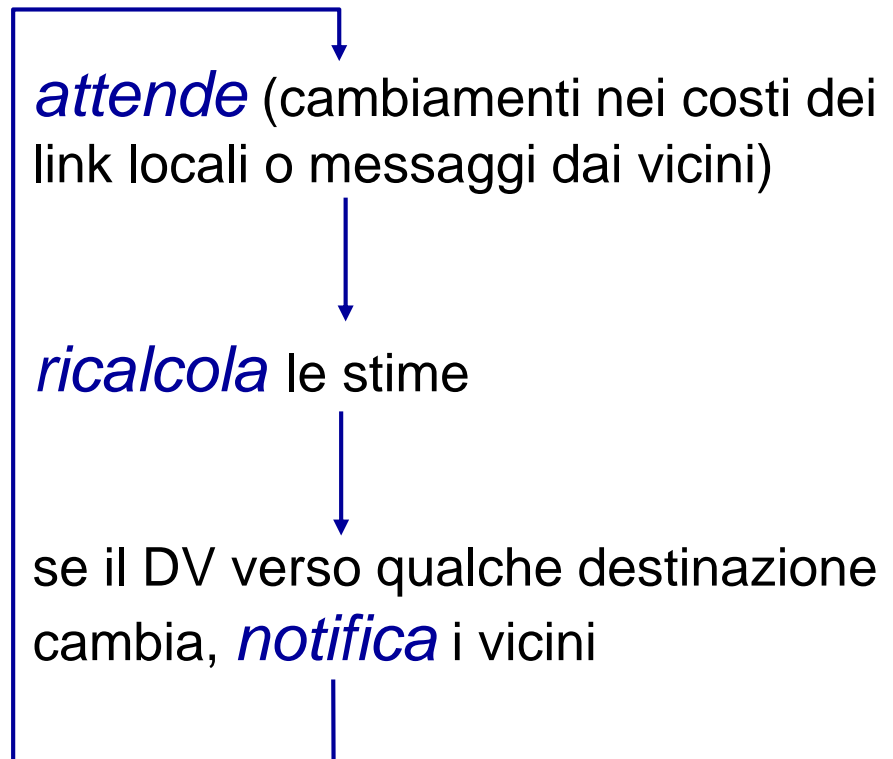 attende (cambiamenti nei costi dei
link locali o messaggi dai vicini)
ricalcola le stime
se il DV verso qualche destinazione
cambia, notifica i vicini